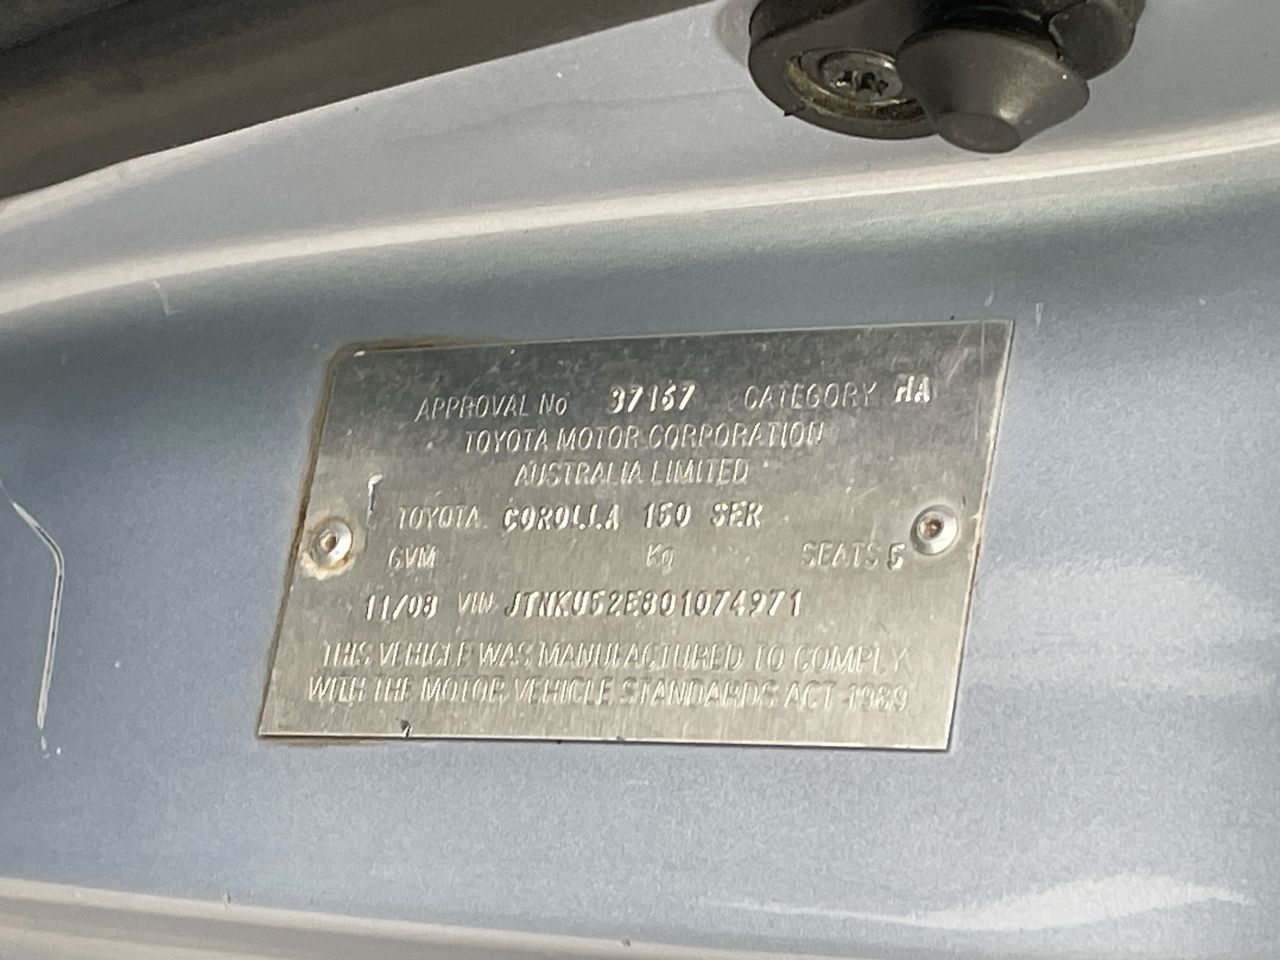 APPROVAL No 37167 CATEGORY MA
TOYOTA MOTOR CORPORATION
AUSTRALIA LIMITED
TOYOTA COROLLA 150 SER
GVM Kg SEATS 5
11/08 VIN JTNKU52E801074971
THIS VEHICLE WAS MANUFACTURED TO COMPLY
WITH THE MOTOR VEHICLE STANDARDS ACT 1989